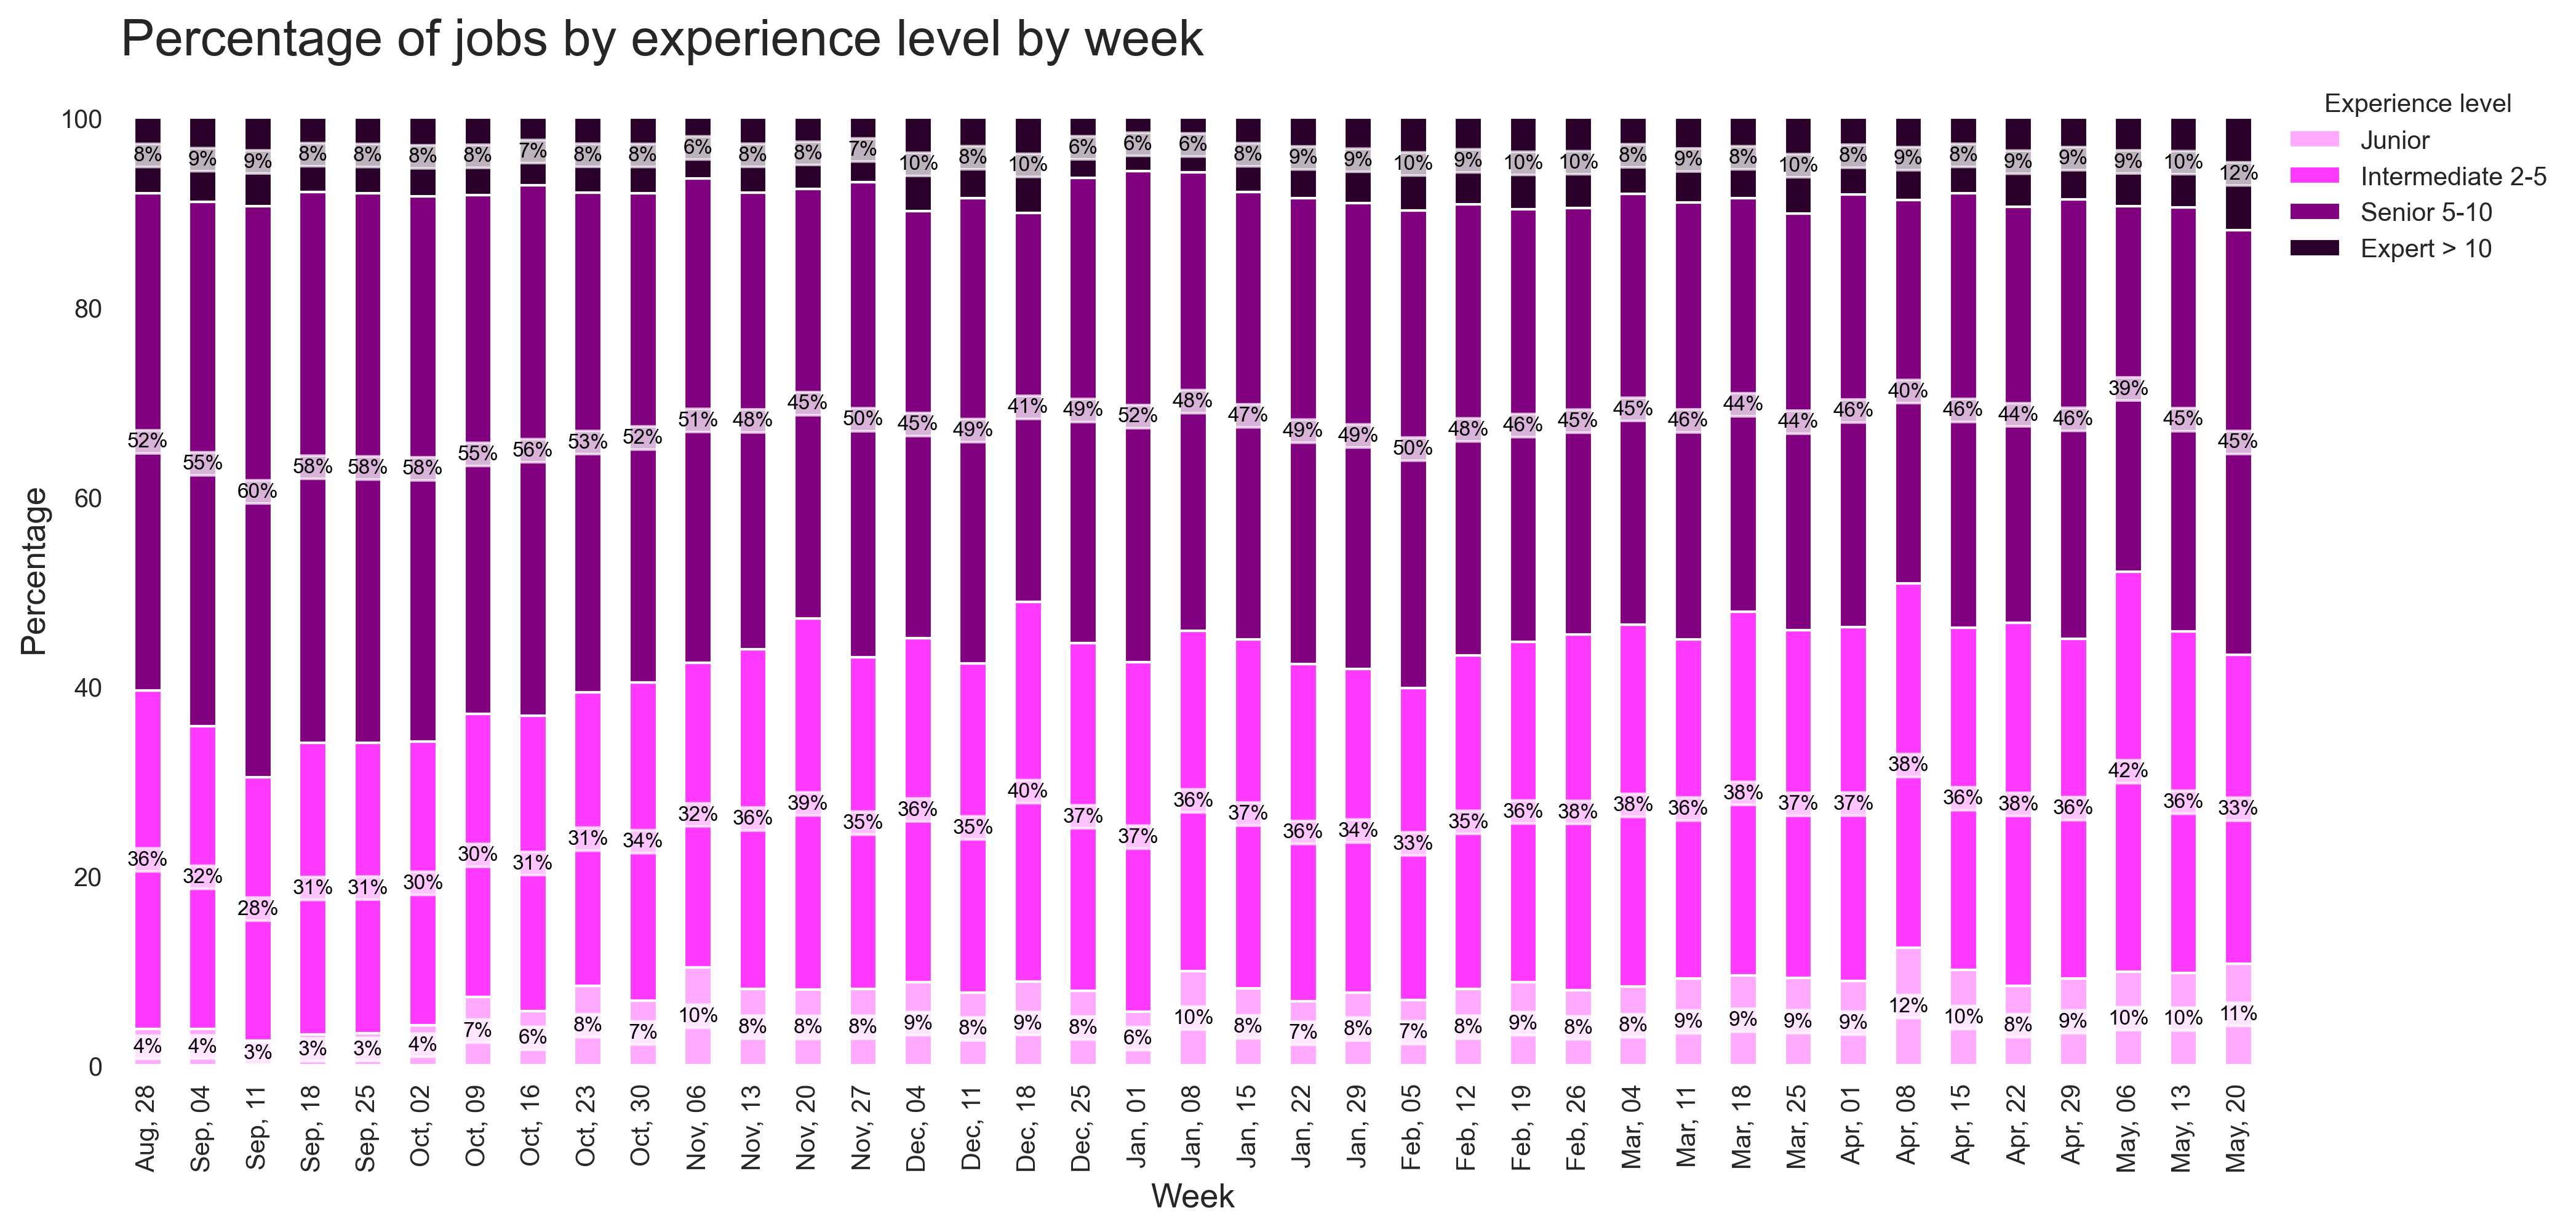 Percentage of jobs by experience level by week
Experience level
Junior
Intermediate 2-5
Senior 5-10
Expert > 10
Percentage
100
80
60
40
20
0
8% 9% 9% 8% 8% 8% 8% 7% 8% 8% 6% 8% 8% 7% 10% 8% 10% 6% 6% 6% 8% 9% 9% 10% 9% 10% 10% 8% 9% 8% 10% 8% 9% 8% 9% 9% 9% 10% 12%
52% 55% 60% 58% 58% 58% 55% 56% 53% 52% 51% 48% 45% 50% 45% 49% 41% 49% 52% 48% 47% 49% 49% 50% 48% 46% 45% 45% 46% 44% 44% 46% 40% 46% 44% 46% 39% 45% 45%
36% 32% 28% 31% 31% 30% 30% 31% 31% 34% 32% 36% 39% 35% 36% 35% 40% 37% 37% 36% 37% 36% 34% 33% 35% 36% 38% 38% 36% 38% 37% 37% 38% 36% 38% 36% 42% 36% 33%
4% 4% 3% 3% 3% 4% 7% 6% 8% 7% 10% 8% 8% 8% 9% 8% 9% 8% 6% 10% 8% 7% 8% 7% 8% 9% 8% 8% 9% 9% 9% 9% 12% 10% 8% 9% 10% 10% 11%
Aug, 28
Sep, 04
Sep, 11
Sep, 18
Sep, 25
Oct, 02
Oct, 09
Oct, 16
Oct, 23
Oct, 30
Nov, 06
Nov, 13
Nov, 20
Nov, 27
Dec, 04
Dec, 11
Dec, 18
Dec, 25
Jan, 01
Jan, 08
Jan, 15
Jan, 22
Jan, 29
Feb, 05
Feb, 12
Feb, 19
Feb, 26
Mar, 04
Mar, 11
Mar, 18
Mar, 25
Apr, 01
Apr, 08
Apr, 15
Apr, 22
Apr, 29
May, 06
May, 13
May, 20
Week